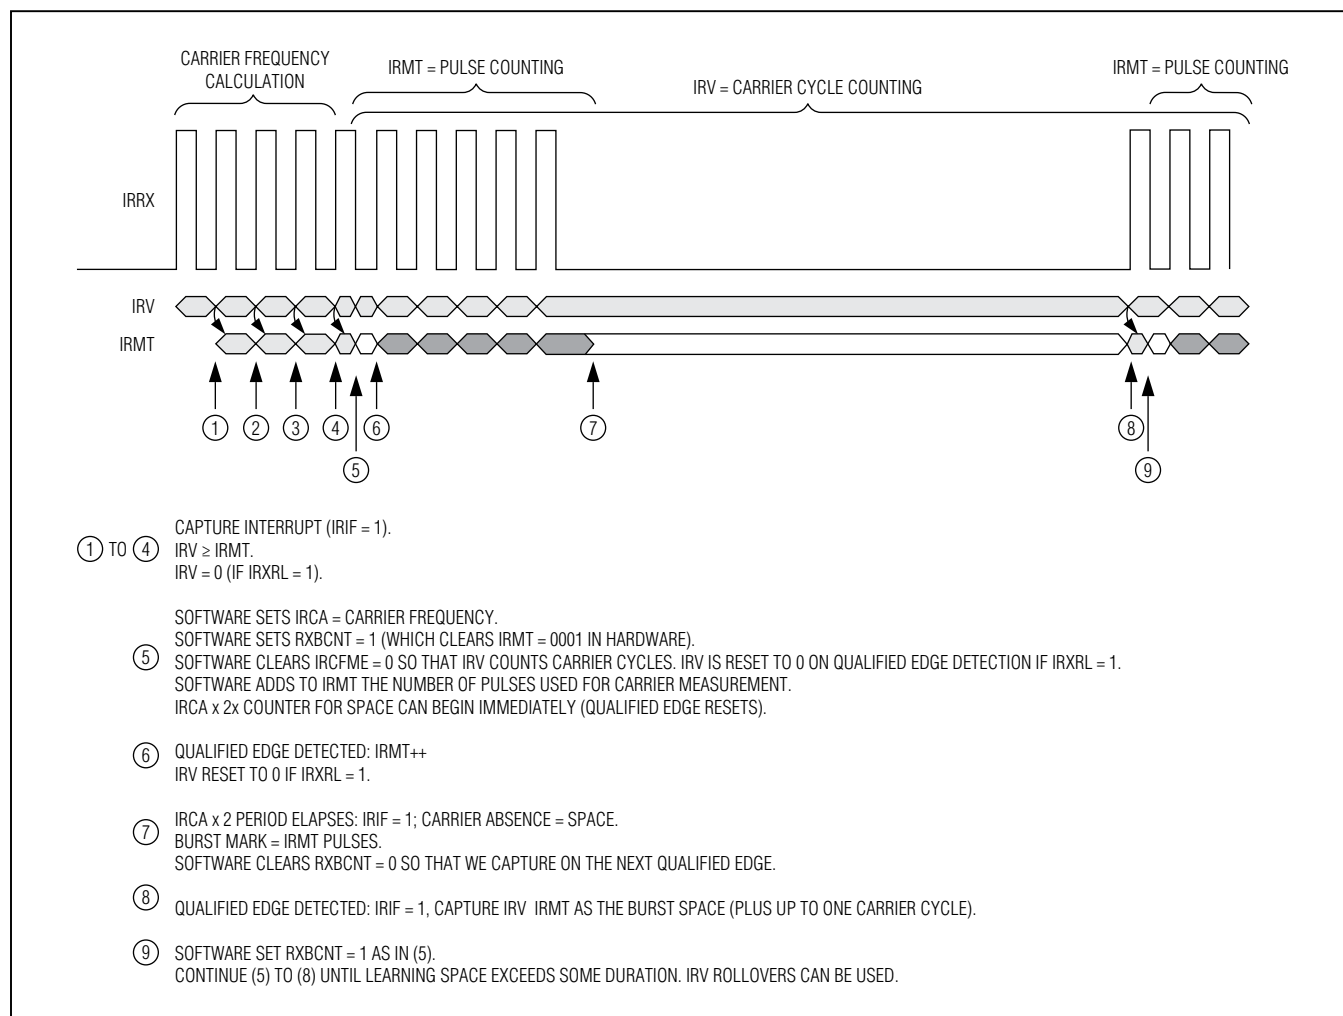 CARRIER FREQUENCY
CALCULATION
IRMT = PULSE COUNTING
IRV = CARRIER CYCLE COUNTING
IRMT = PULSE COUNTING
IRRX
IRV
IRMT
1 2 3 4 6 7 8
5 9
1 TO 4 CAPTURE INTERRUPT (IRIF = 1).
IRV ≥ IRMT.
IRV = 0 (IF IRXRL = 1).
5 SOFTWARE SETS IRCA = CARRIER FREQUENCY.
SOFTWARE SETS RXBCNT = 1 (WHICH CLEARS IRMT = 0001 IN HARDWARE).
SOFTWARE CLEARS IRCFME = 0 SO THAT IRV COUNTS CARRIER CYCLES. IRV IS RESET TO 0 ON QUALIFIED EDGE DETECTION IF IRXRL = 1.
SOFTWARE ADDS TO IRMT THE NUMBER OF PULSES USED FOR CARRIER MEASUREMENT.
IRCA x 2x COUNTER FOR SPACE CAN BEGIN IMMEDIATELY (QUALIFIED EDGE RESETS).
6 QUALIFIED EDGE DETECTED: IRMT++
IRV RESET TO 0 IF IRXRL = 1.
7 IRCA x 2 PERIOD ELAPSES: IRIF = 1; CARRIER ABSENCE = SPACE.
BURST MARK = IRMT PULSES.
SOFTWARE CLEARS RXBCNT = 0 SO THAT WE CAPTURE ON THE NEXT QUALIFIED EDGE.
8 QUALIFIED EDGE DETECTED: IRIF = 1, CAPTURE IRV IRMT AS THE BURST SPACE (PLUS UP TO ONE CARRIER CYCLE).
9 SOFTWARE SET RXBCNT = 1 AS IN (5).
CONTINUE (5) TO (8) UNTIL LEARNING SPACE EXCEEDS SOME DURATION. IRV ROLLOVERS CAN BE USED.